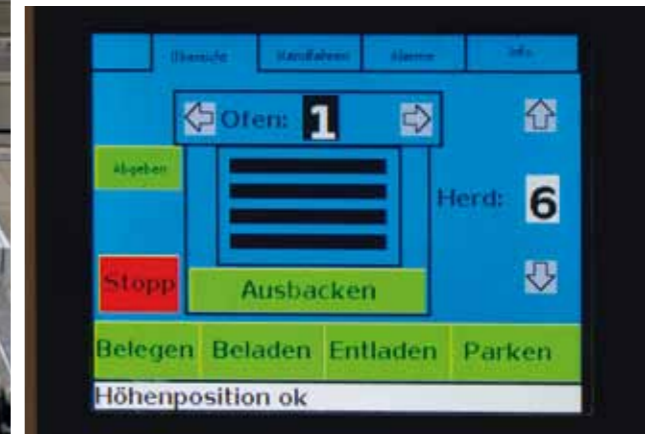 Übersicht Handfahren Alarme Info
Ofen: 1
Abgeben
Herd: 6
Stopp
Ausbacken
Belegen Beladen Entladen Parken
Höhenposition ok